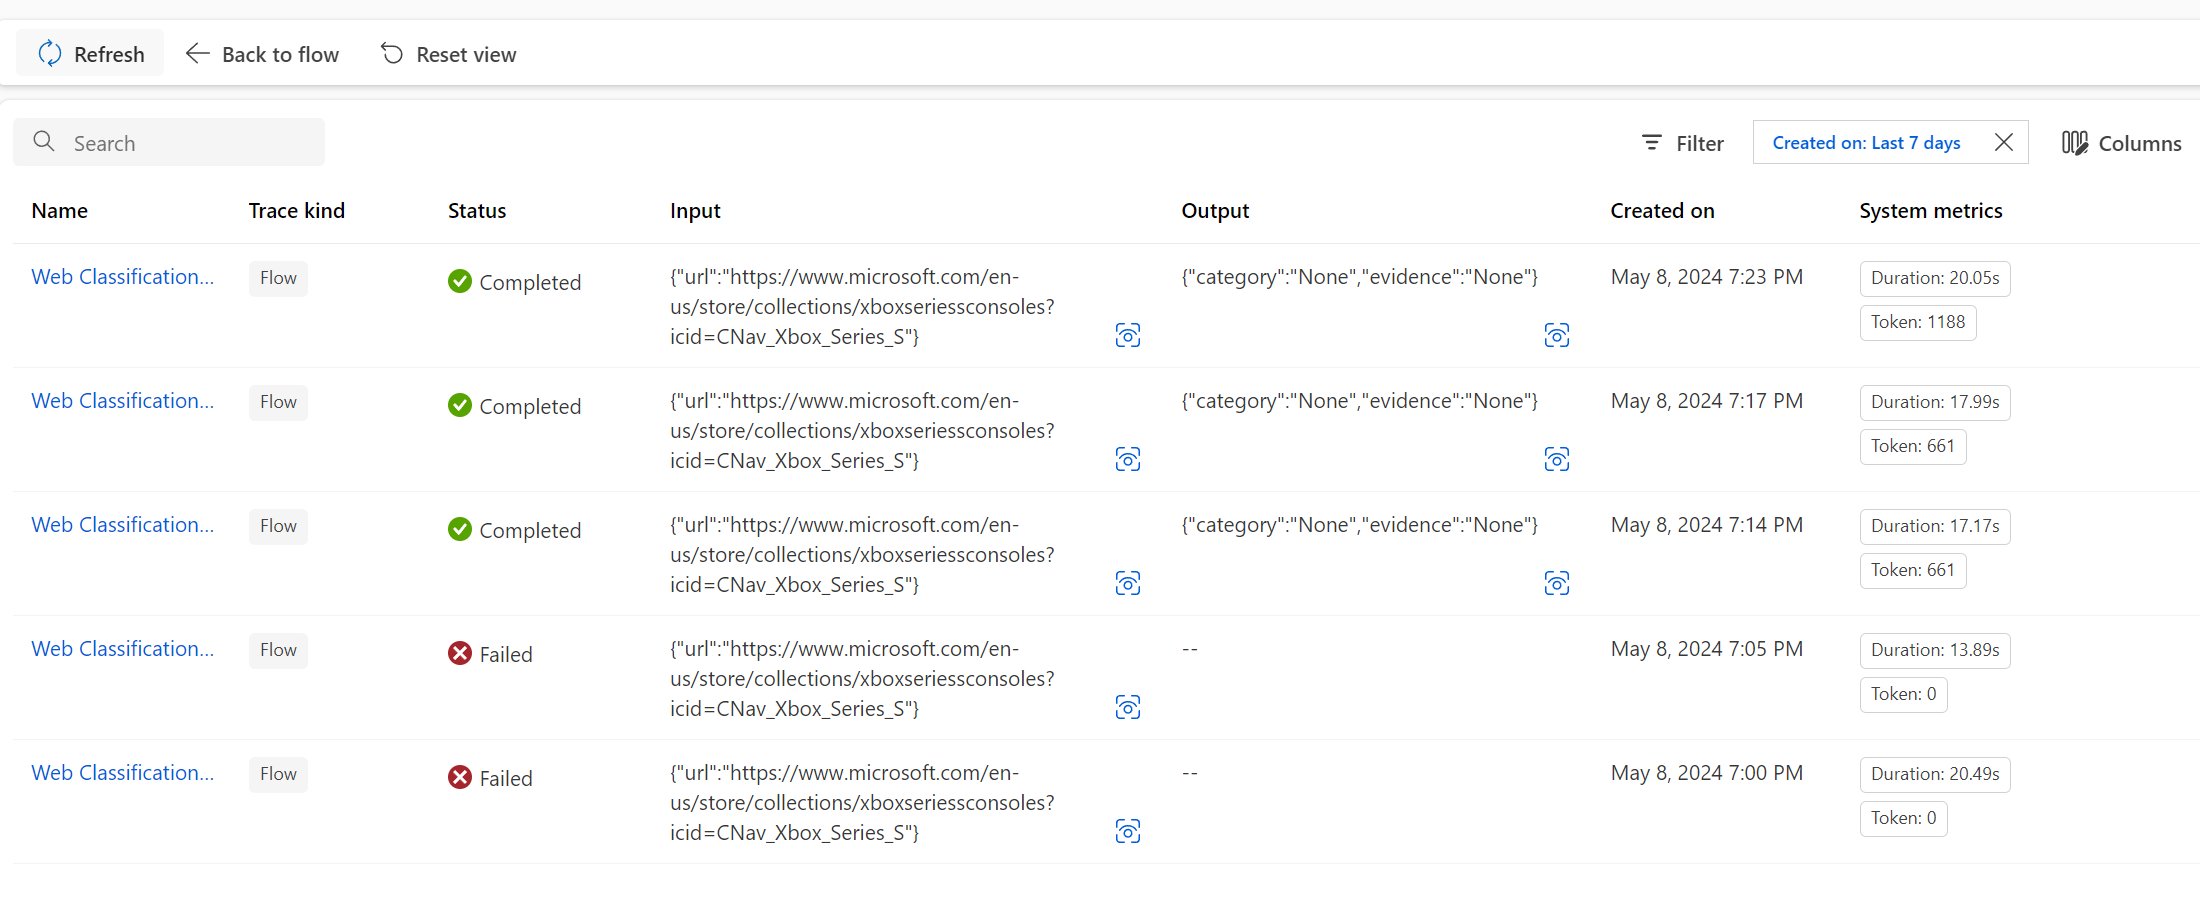 Refresh
Back to flow
Reset view
Search
Filter
Created on: Last 7 days
Columns
Name
Trace kind
Status
Input
Output
Created on
System metrics
Web Classification...
Flow
Completed
{"url":"https://www.microsoft.com/en-
us/store/collections/xboxseriessconsoles?
icid=CNav_Xbox_Series_S"}
{"category":"None","evidence":"None"}
May 8, 2024 7:23 PM
Duration: 20.05s
Token: 1188
Web Classification...
Flow
Completed
{"url":"https://www.microsoft.com/en-
us/store/collections/xboxseriessconsoles?
icid=CNav_Xbox_Series_S"}
{"category":"None","evidence":"None"}
May 8, 2024 7:17 PM
Duration: 17.99s
Token: 661
Web Classification...
Flow
Completed
{"url":"https://www.microsoft.com/en-
us/store/collections/xboxseriessconsoles?
icid=CNav_Xbox_Series_S"}
{"category":"None","evidence":"None"}
May 8, 2024 7:14 PM
Duration: 17.17s
Token: 661
Web Classification...
Flow
Failed
{"url":"https://www.microsoft.com/en-
us/store/collections/xboxseriessconsoles?
icid=CNav_Xbox_Series_S"}
--
May 8, 2024 7:05 PM
Duration: 13.89s
Token: 0
Web Classification...
Flow
Failed
{"url":"https://www.microsoft.com/en-
us/store/collections/xboxseriessconsoles?
icid=CNav_Xbox_Series_S"}
--
May 8, 2024 7:00 PM
Duration: 20.49s
Token: 0